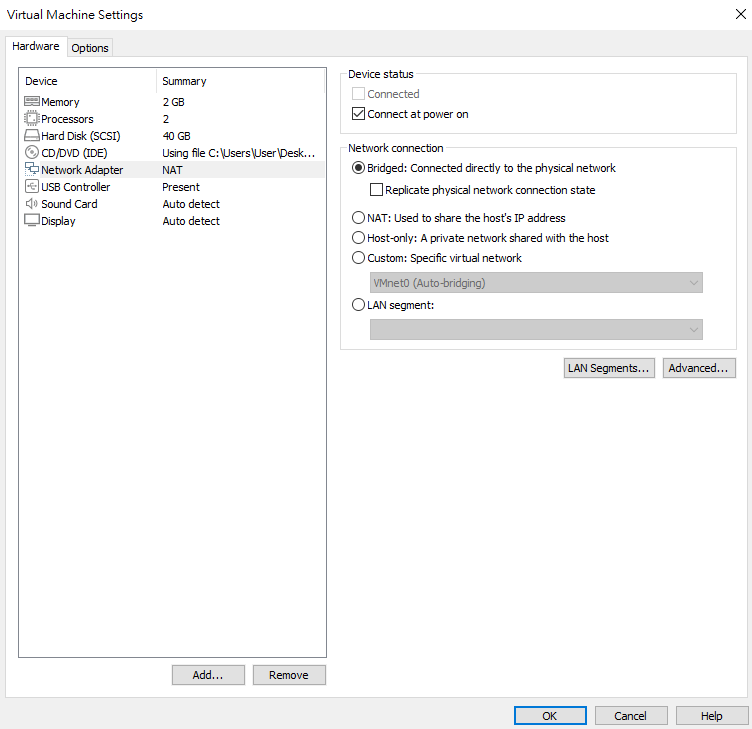 Virtual Machine Settings
Hardware Options
Device Summary
Memory 2 GB
Processors 2
Hard Disk (SCSI) 40 GB
CD/DVD (IDE) Using file C:\Users\User\Desk...
Network Adapter NAT
USB Controller Present
Sound Card Auto detect
Display Auto detect
Add... Remove
Device status
Connected
Connect at power on
Network connection
Bridged: Connected directly to the physical network
Replicate physical network connection state
NAT: Used to share the host's IP address
Host-only: A private network shared with the host
Custom: Specific virtual network
VMnet0 (Auto-bridging)
LAN segment:
LAN Segments... Advanced...
OK Cancel Help